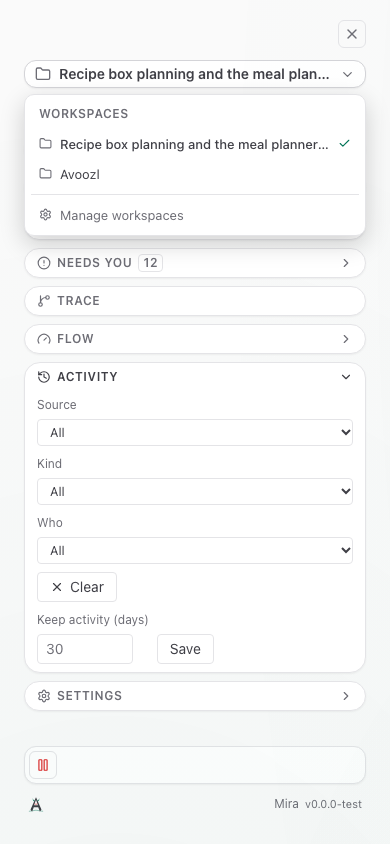 Recipe box planning and the meal plan...
WORKSPACES
Recipe box planning and the meal planner...
Avoozl
Manage workspaces
NEEDS YOU 12
TRACE
FLOW
ACTIVITY
Source
All
Kind
All
Who
All
Clear
Keep activity (days)
30
Save
SETTINGS
Mira v0.0.0-test